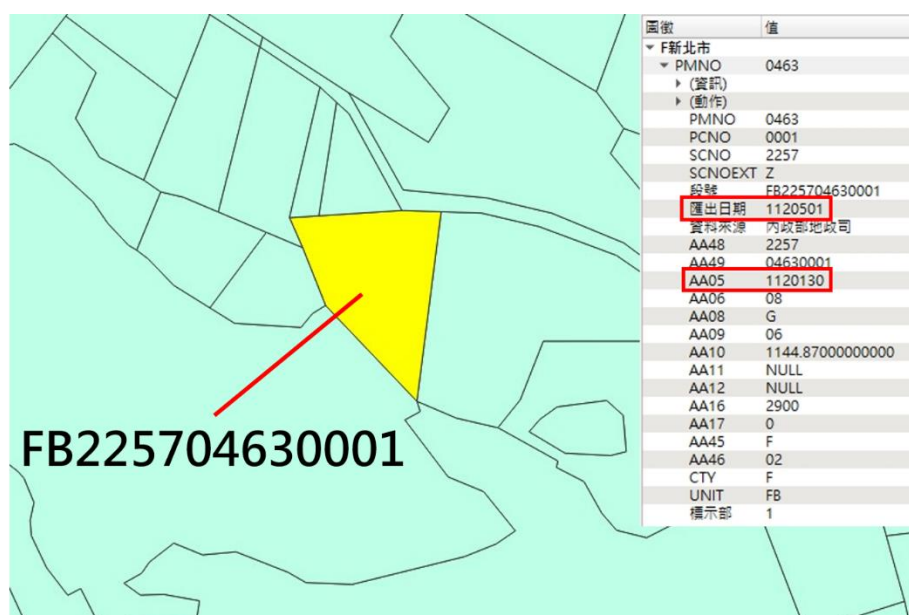 圖徵 值
F新北市
PMNO 0463
(資訊)
(動作)
PMNO 0463
PCNO 0001
SCNO 2257
SCNOEXT Z
段號 FB225704630001
匯出日期 1120501
資料來源 內政部地政司
AA48 2257
AA49 04630001
AA05 1120130
AA06 08
AA08 G
AA09 06
AA10 1144.87000000000
AA11 NULL
AA12 NULL
AA16 2900
AA17 0
AA45 F
AA46 02
CTY F
UNIT FB
標示部 1
FB225704630001